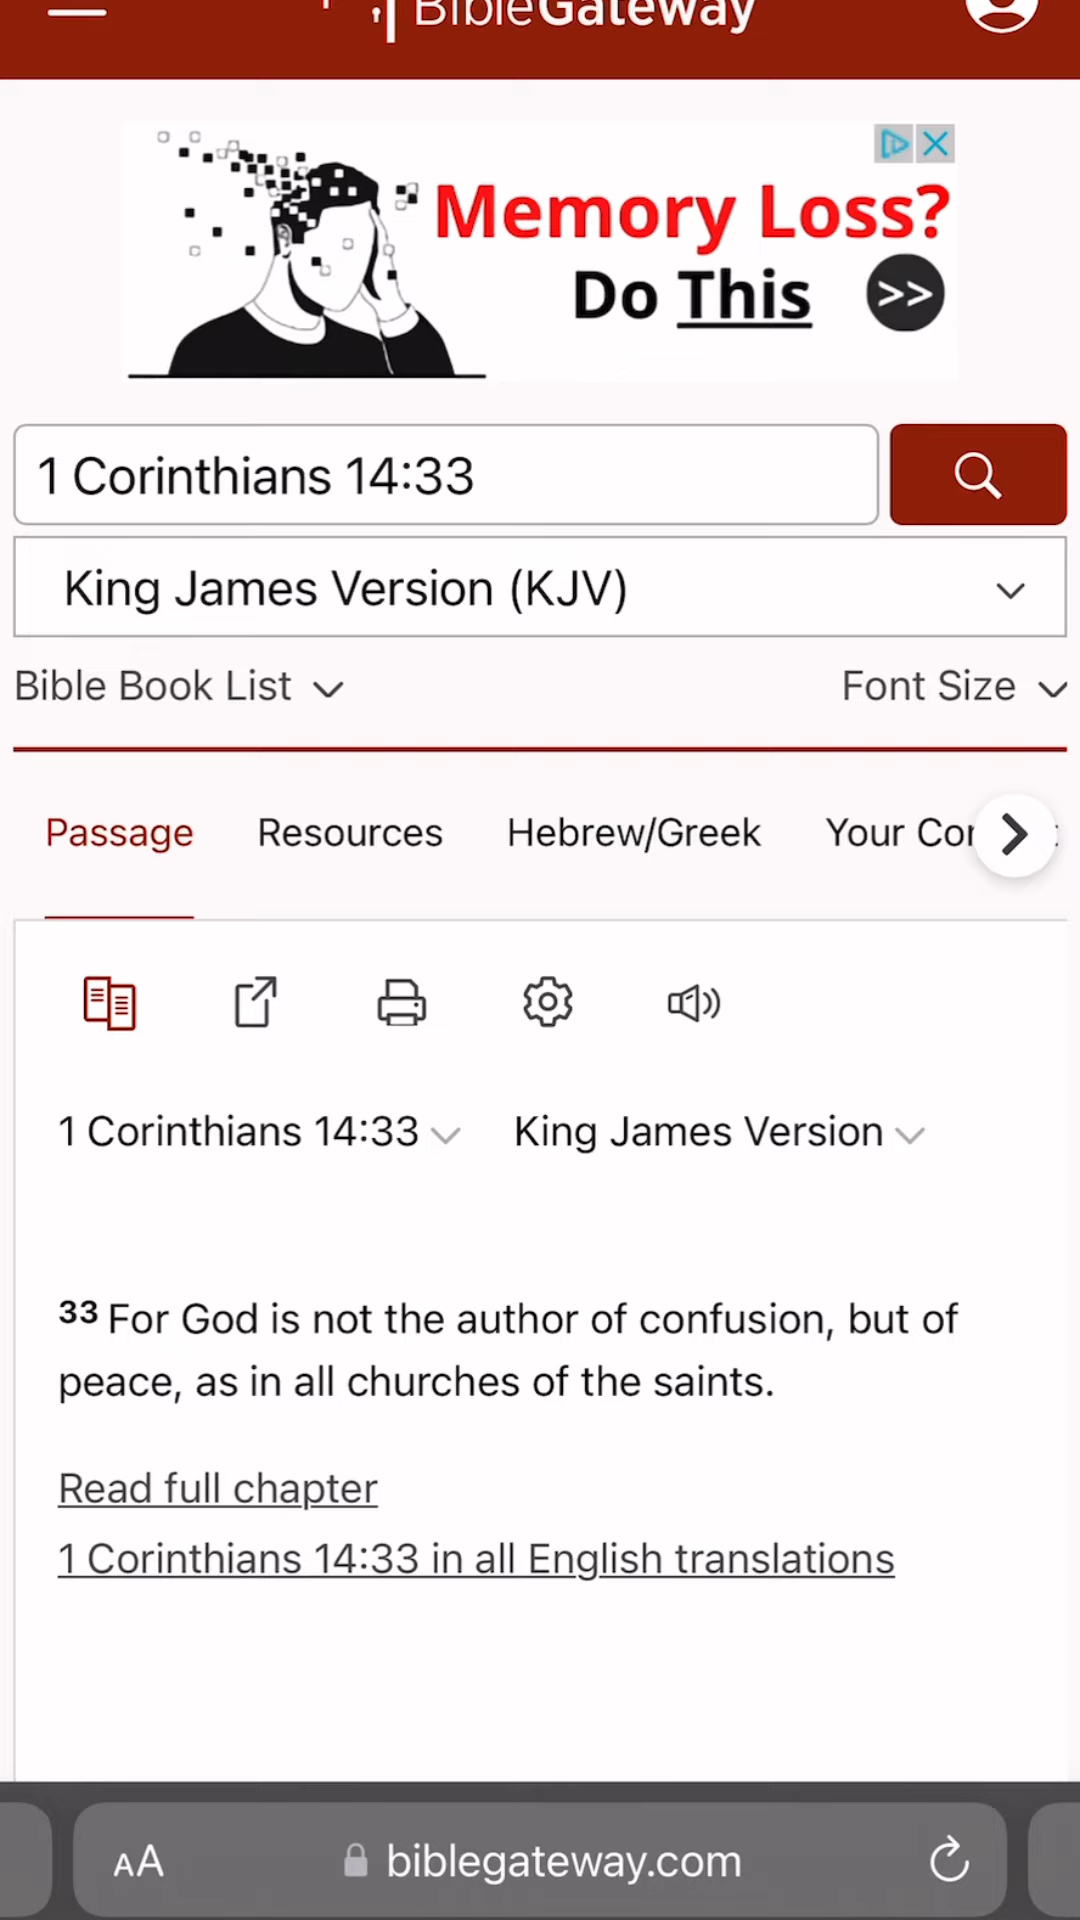 BibleGateway
Memory Loss?
Do This >>
1 Corinthians 14:33
King James Version (KJV)
Bible Book List
Font Size
Passage
Resources
Hebrew/Greek
Your Con
1 Corinthians 14:33
King James Version
33 For God is not the author of confusion, but of
peace, as in all churches of the saints.
Read full chapter
1 Corinthians 14:33 in all English translations
AA
biblegateway.com